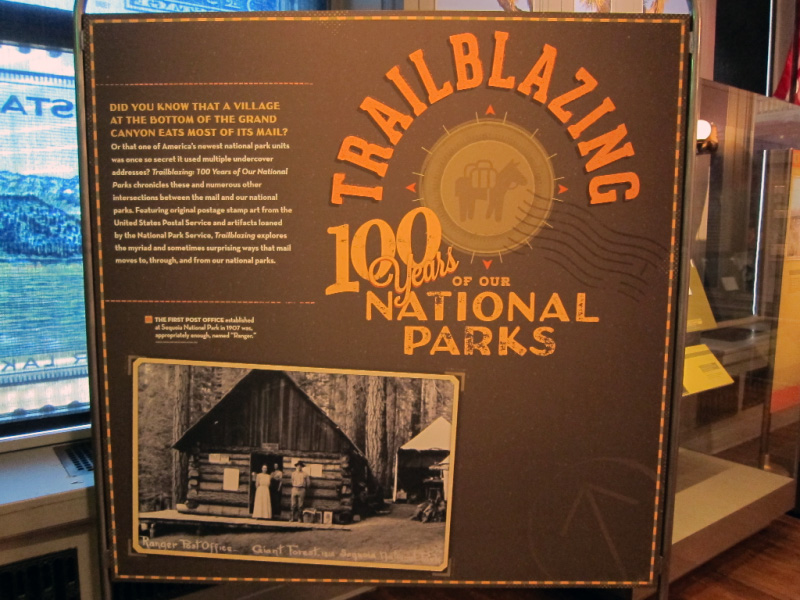 DID YOU KNOW THAT A VILLAGE
AT THE BOTTOM OF THE GRAND
CANYON EATS MOST OF ITS MAIL?
Or that one of America's newest national park units
was once so secret it used multiple undercover
addresses? Trailblazing: 100 Years of Our National
Parks chronicles these and numerous other
intersections between the mail and our national
parks. Featuring original postage stamp art from the
United States Postal Service and artifacts loaned
by the National Park Service, Trailblazing explores
the myriad and sometimes surprising ways that mail
moves to, through, and from our national parks.
TRAILBLAZING
100
Years
OF OUR
NATIONAL
PARKS
THE FIRST POST OFFICE established
at Sequoia National Park in 1907 was,
appropriately enough, named "Ranger."
Ranger Post Office Giant Forest
STA